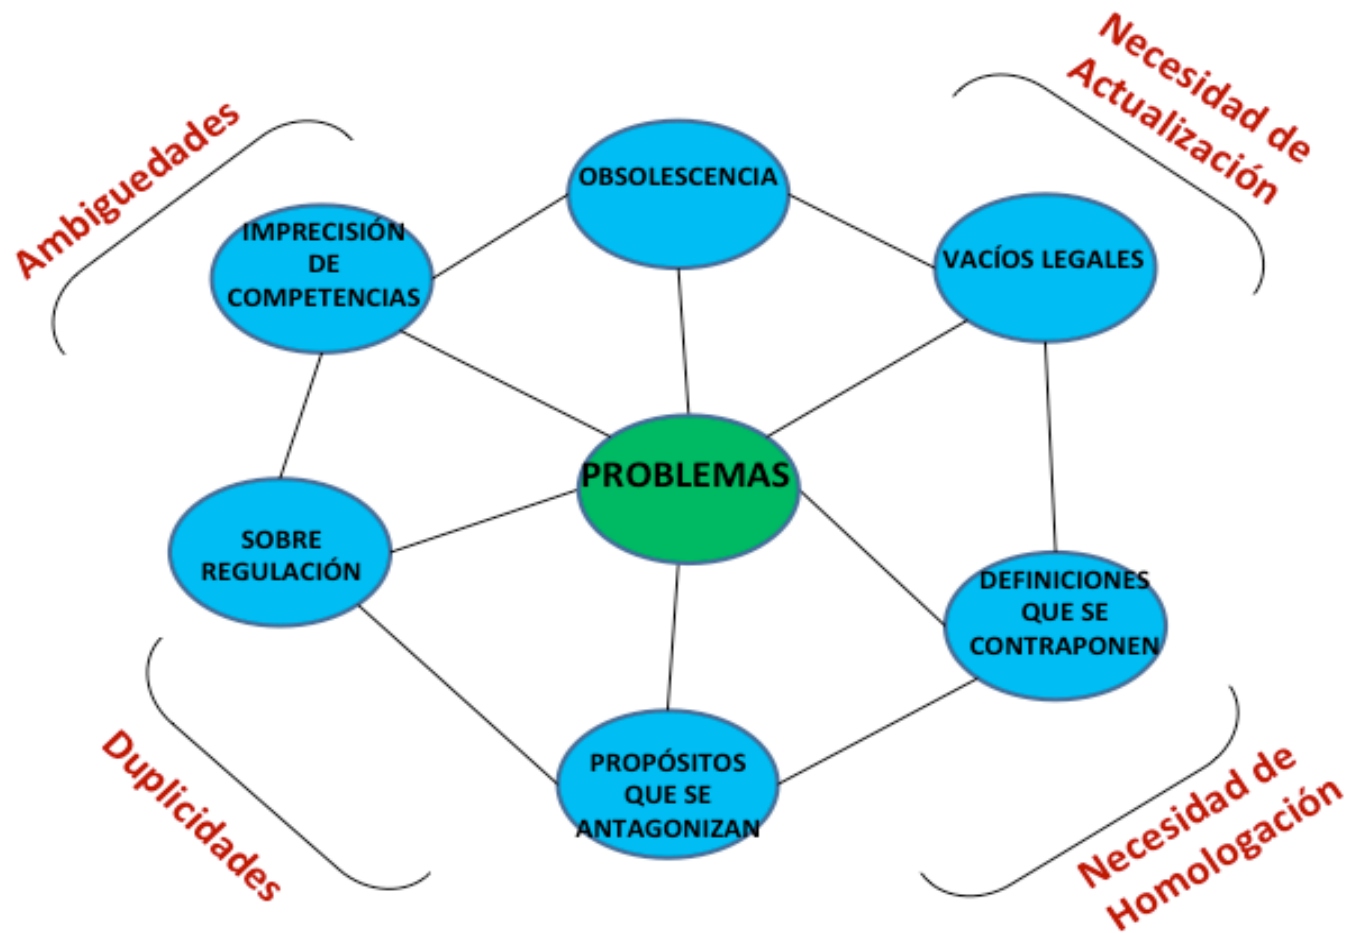 Necesidad de
Actualización
Ambiguedades
OBSOLESCENCIA
IMPRECISIÓN
DE
COMPETENCIAS
VACÍOS LEGALES
PROBLEMAS
SOBRE
REGULACIÓN
DEFINICIONES
QUE SE
CONTRAPONEN
PROPÓSITOS
QUE SE
ANTAGONIZAN
Duplicidades
Necesidad de
Homologación